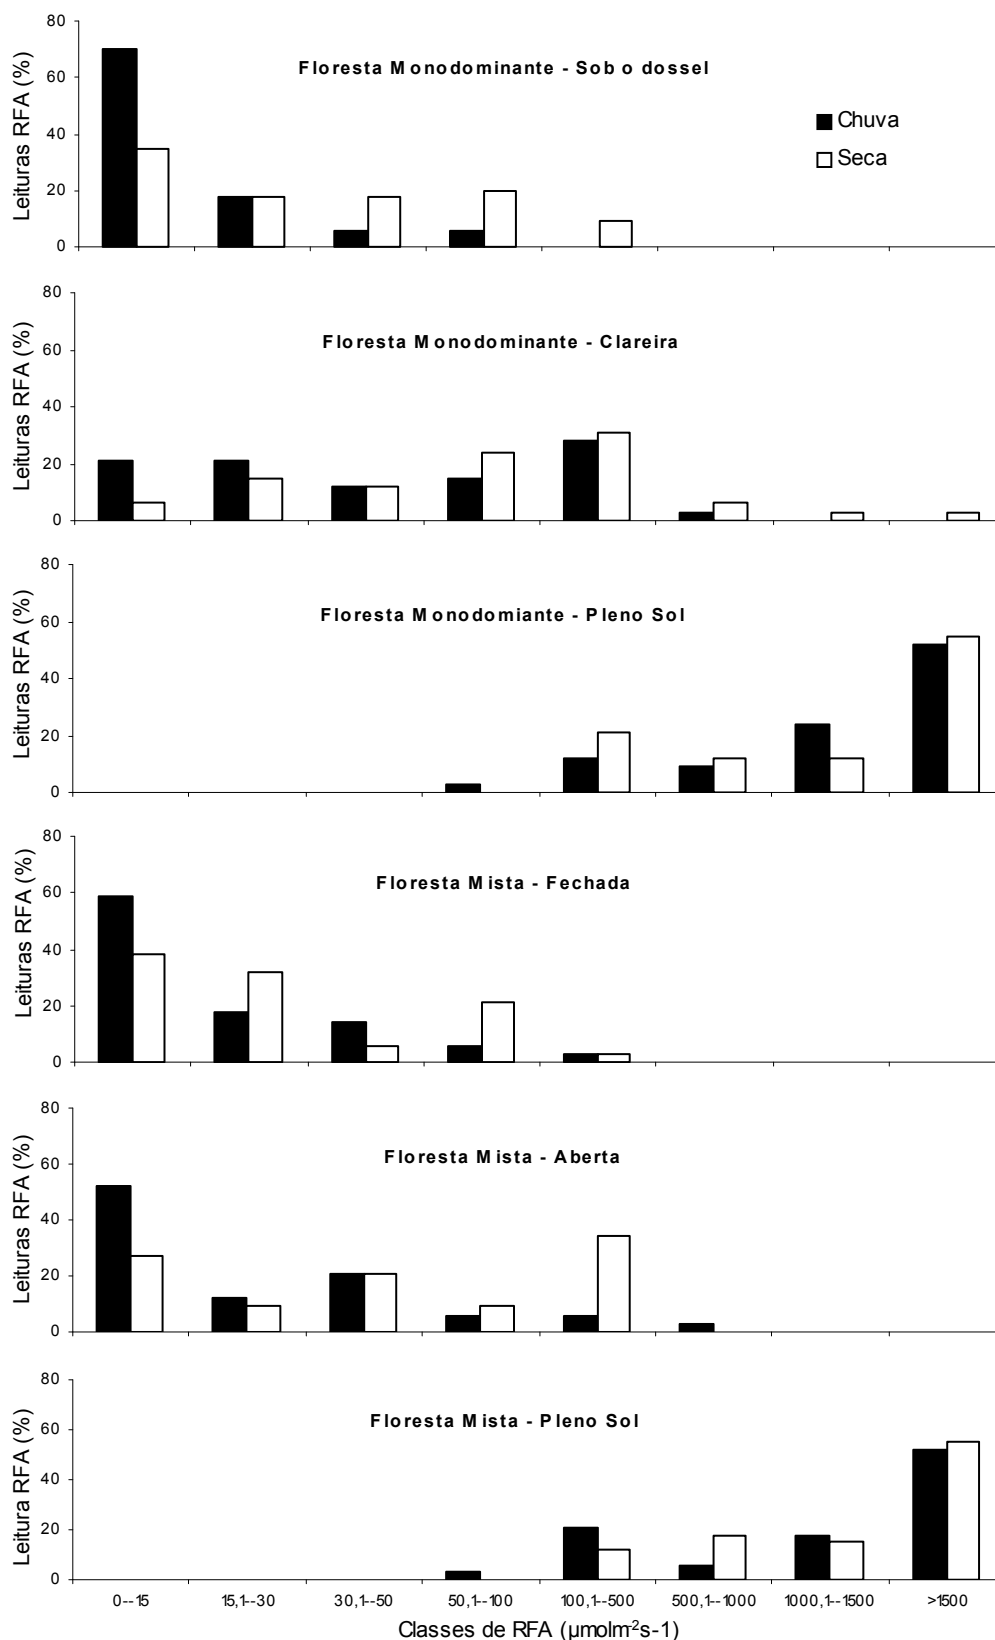 Leituras RFA (%)
80
60
40
20
0
Floresta Monodominante - Sob o dossel
Chuva
Seca
Leituras RFA (%)
80
60
40
20
0
Floresta Monodominante - Clareira
Leituras RFA (%)
80
60
40
20
0
Floresta Monodomiante - Pleno Sol
Leituras RFA (%)
80
60
40
20
0
Floresta Mista - Fechada
Leituras RFA (%)
80
60
40
20
0
Floresta Mista - Aberta
Leitura RFA (%)
80
60
40
20
0
Floresta Mista - Pleno Sol
0--15 15,1--30 30,1--50 50,1--100 100,1--500 500,1--1000 1000,1--1500 >1500
Classes de RFA (µmolm-²s-1)